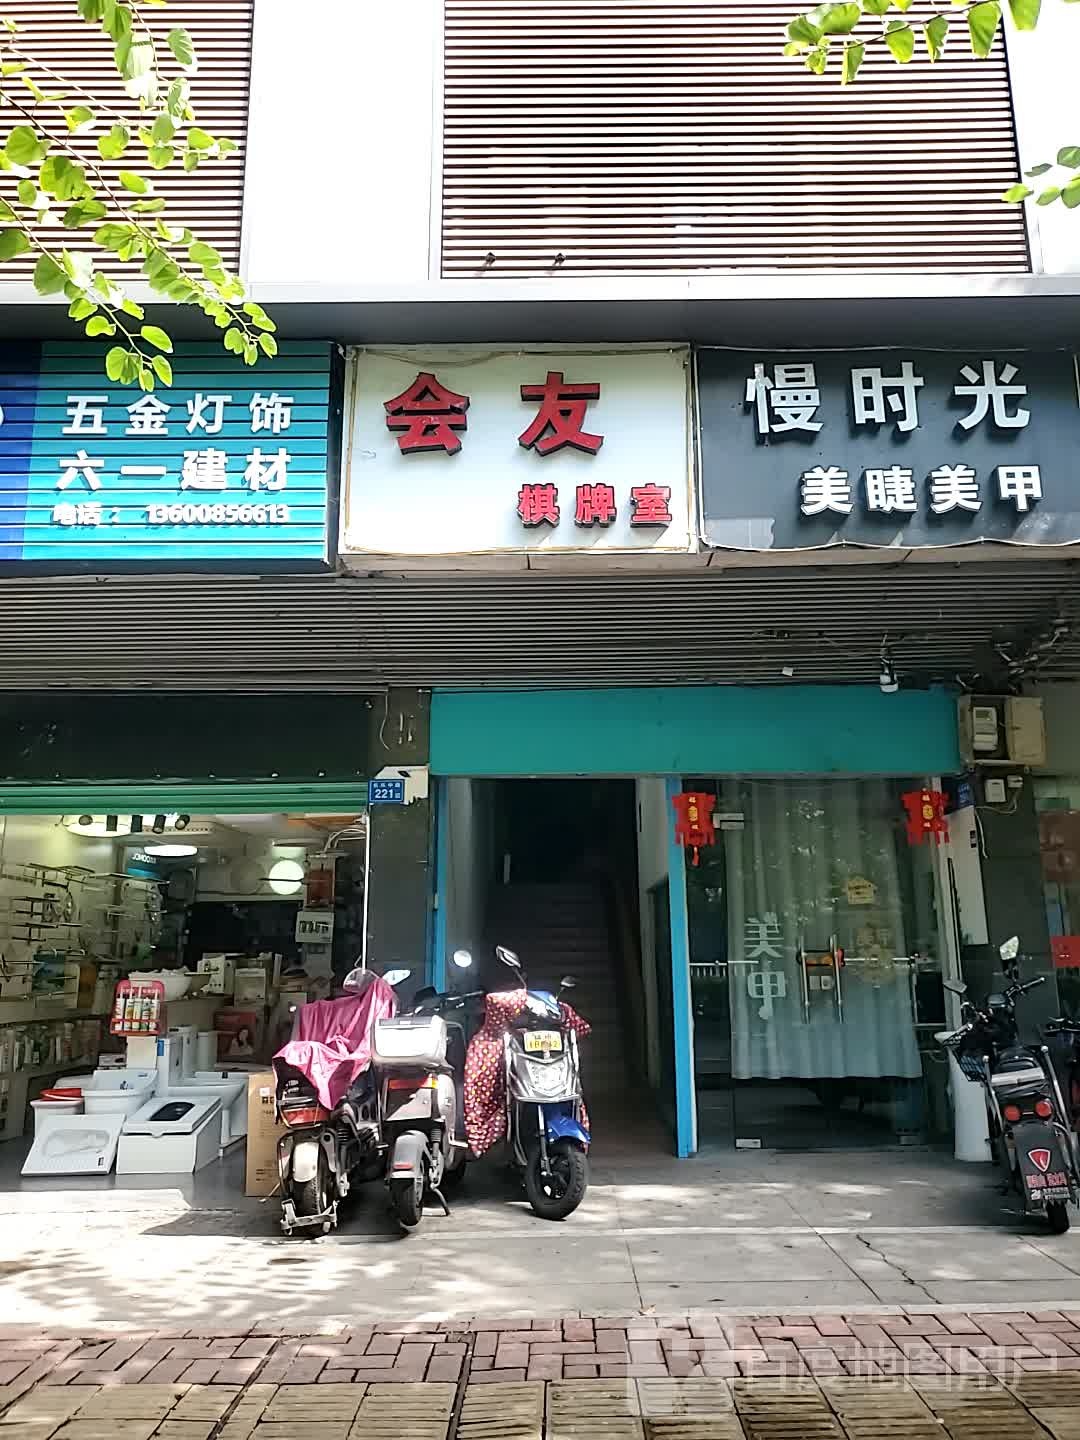 五金灯饰
六一建材
电话：13600856613
会友
棋牌室
慢时光
美睫美甲
221
美甲
百度地图用户